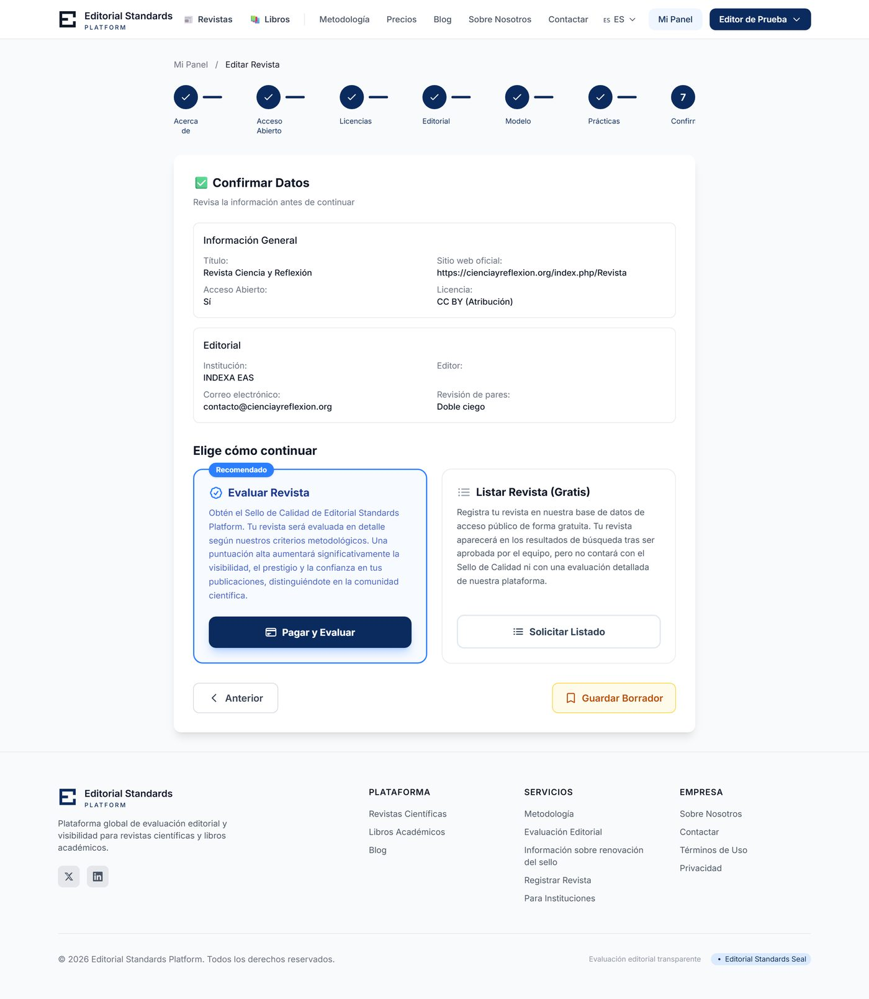 Editorial Standards
PLATFORM
Revistas
Libros
Metodología
Precios
Blog
Sobre Nosotros
Contactar
ES ES
Mi Panel
Editor de Prueba
Mi Panel / Editar Revista
7
Acerca de
Acceso Abierto
Licencias
Editorial
Modelo
Prácticas
Confirm
Confirmar Datos
Revisa la información antes de continuar
Información General
Título:
Revista Ciencia y Reflexión
Sitio web oficial:
https://cienciayreflexion.org/index.php/Revista
Acceso Abierto:
Sí
Licencia:
CC BY (Atribución)
Editorial
Institución:
INDEXA EAS
Editor:
Correo electrónico:
contacto@cienciayreflexion.org
Revisión de pares:
Doble ciego
Elige cómo continuar
Recomendado
Evaluar Revista
Obtén el Sello de Calidad de Editorial Standards
Platform. Tu revista será evaluada en detalle
según nuestros criterios metodológicos. Una
puntuación alta aumentará significativamente la
visibilidad, el prestigio y la confianza en tus
publicaciones, distinguiéndote en la comunidad
científica.
Pagar y Evaluar
Listar Revista (Gratis)
Registra tu revista en nuestra base de datos de
acceso público de forma gratuita. Tu revista
aparecerá en los resultados de búsqueda tras ser
aprobada por el equipo, pero no contará con el
Sello de Calidad ni con una evaluación detallada
de nuestra plataforma.
Solicitar Listado
Anterior
Guardar Borrador
Editorial Standards
PLATFORM
Plataforma global de evaluación editorial y
visibilidad para revistas científicas y libros
académicos.
PLATAFORMA
Revistas Científicas
Libros Académicos
Blog
SERVICIOS
Metodología
Evaluación Editorial
Información sobre renovación
del sello
Registrar Revista
Para Instituciones
EMPRESA
Sobre Nosotros
Contactar
Términos de Uso
Privacidad
© 2026 Editorial Standards Platform. Todos los derechos reservados.
Evaluación editorial transparente
• Editorial Standards Seal